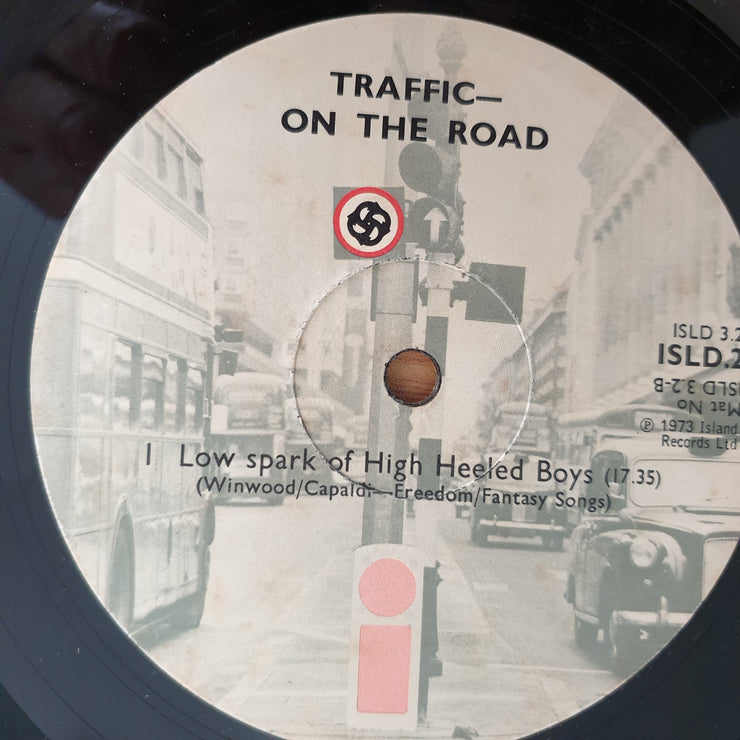 TRAFFIC—
ON THE ROAD
ISLD 3.2
ISLD.2
ISLD 3.2-B
Mat No
℗ 1973 Island
Records Ltd
1 Low spark of High Heeled Boys (17.35)
(Winwood/Capaldi—Freedom/Fantasy Songs)